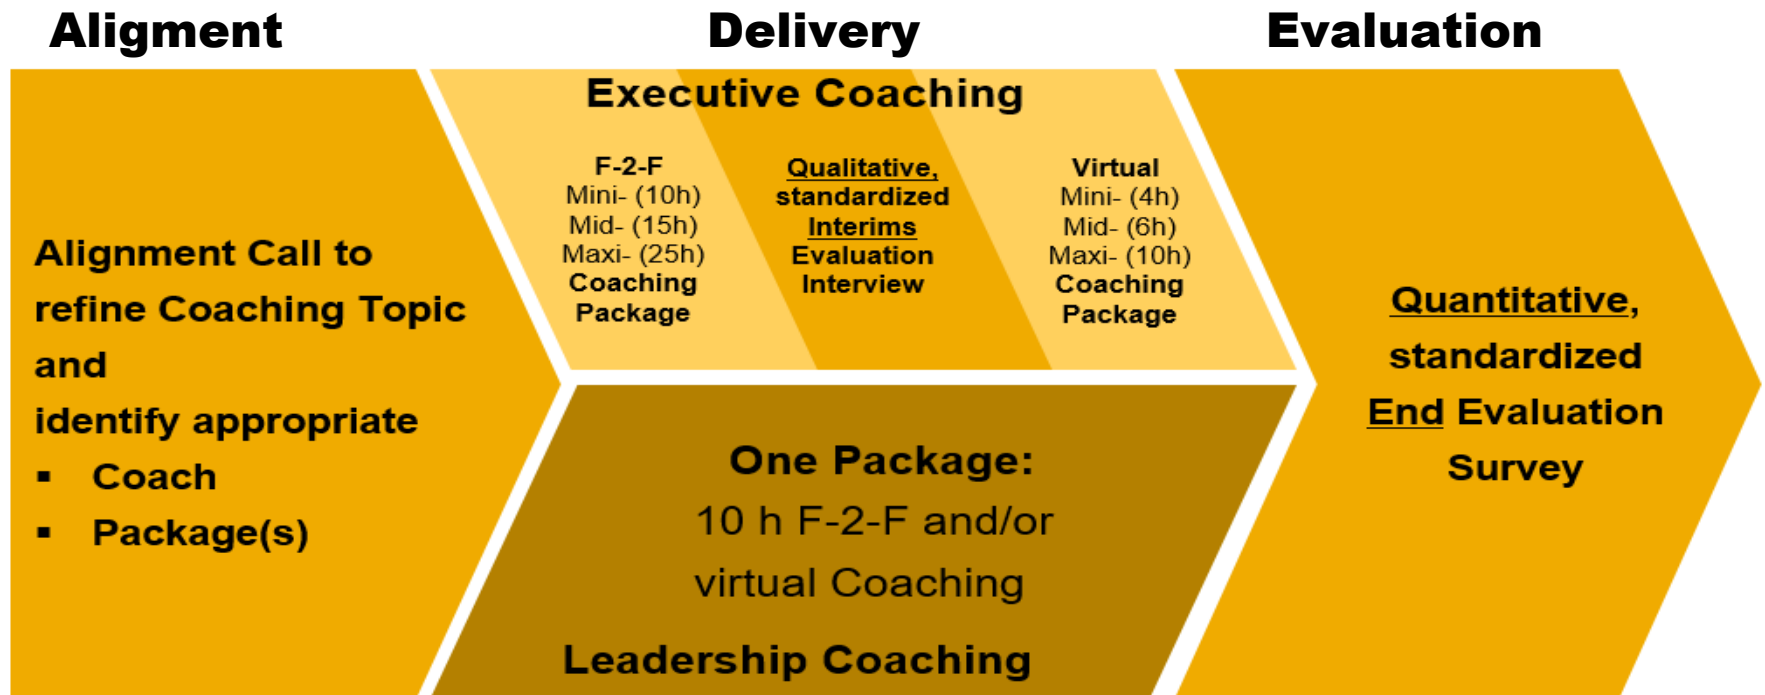 Aligment
Delivery
Evaluation
Alignment Call to
refine Coaching Topic
and
identify appropriate
▪ Coach
▪ Package(s)
Executive Coaching
F-2-F
Mini- (10h)
Mid- (15h)
Maxi- (25h)
Coaching
Package
Qualitative,
standardized
Interims
Evaluation
Interview
Virtual
Mini- (4h)
Mid- (6h)
Maxi- (10h)
Coaching
Package
One Package:
10 h F-2-F and/or
virtual Coaching
Leadership Coaching
Quantitative,
standardized
End Evaluation
Survey